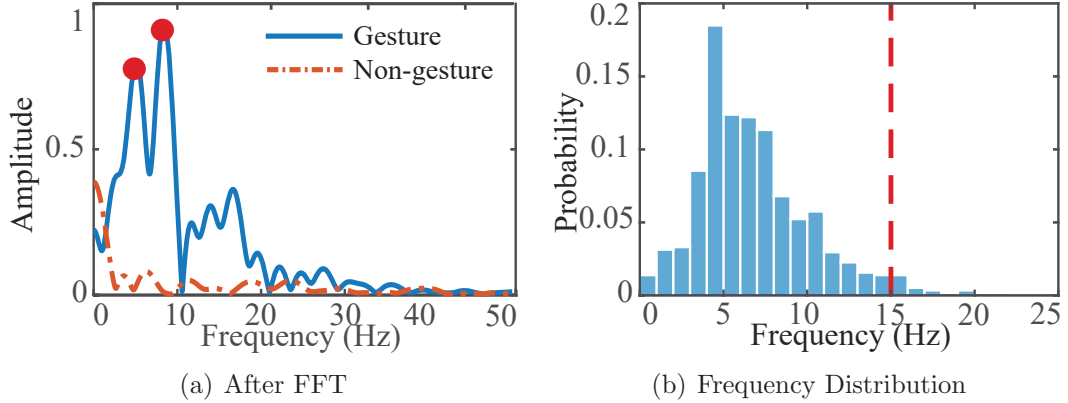 1
0.5
0
Amplitude
Gesture
Non-gesture
0 10 20 30 40 50
Frequency (Hz)
(a) After FFT
0.2
0.15
0.1
0.05
0
Probability
0 5 10 15 20 25
Frequency (Hz)
(b) Frequency Distribution